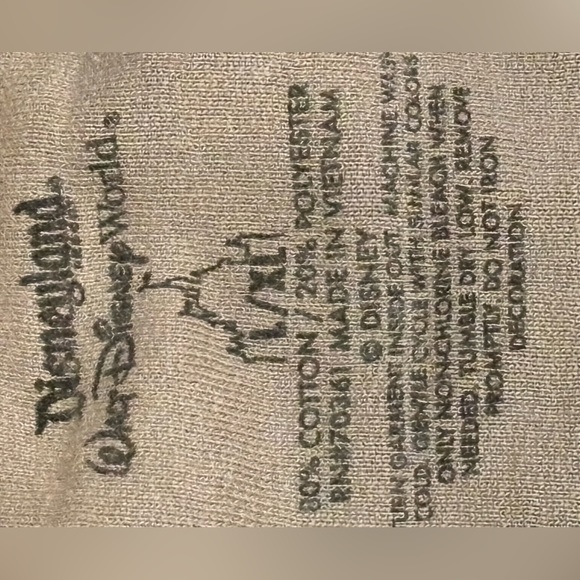 Disneyland®
Walt Disney World®
L/XL
80% COTTON / 20% POLYESTER
RN#70361 MADE IN VIETNAM
© DISNEY
TURN GARMENT INSIDE OUT. MACHINE WASH
COLD, GENTLE CYCLE WITH SIMILAR COLORS.
ONLY NON-CHLORINE BLEACH WHEN
NEEDED. TUMBLE DRY LOW. REMOVE
PROMPTLY. DO NOT IRON
DECORATION